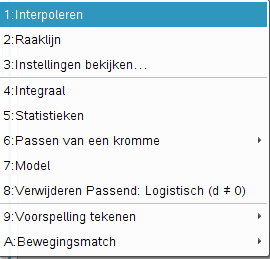 1:Interpoleren
2:Raaklijn
3:Instellingen bekijken...
4:Integraal
5:Statistieken
6:Passen van een kromme
7:Model
8:Verwijderen Passend: Logistisch (d ≠ 0)
9:Voorspelling tekenen
A:Bewegingsmatch